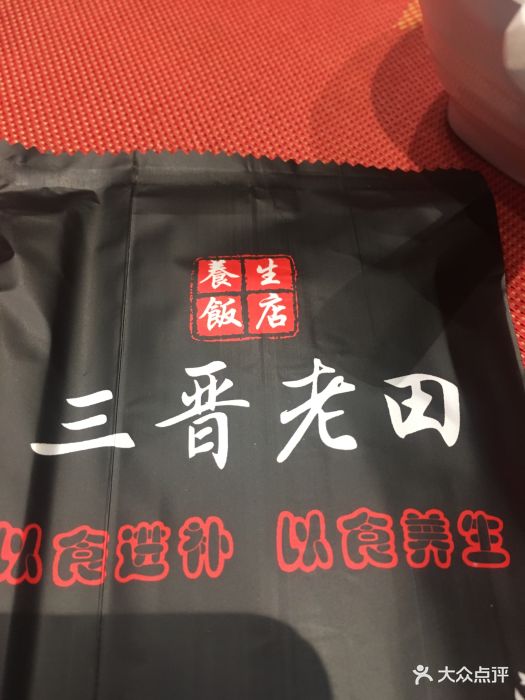 養生
飯店
三晋老田
以食进补 以食养生
大众点评